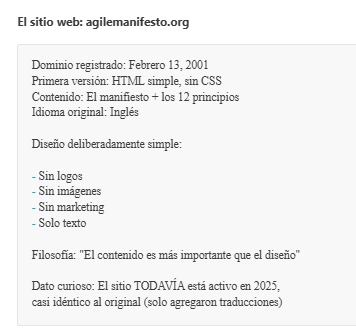 El sitio web: agilemanifesto.org
Dominio registrado: Febrero 13, 2001
Primera versión: HTML simple, sin CSS
Contenido: El manifiesto + los 12 principios
Idioma original: Inglés
Diseño deliberadamente simple:
- Sin logos
- Sin imágenes
- Sin marketing
- Solo texto
Filosofía: "El contenido es más importante que el diseño"
Dato curioso: El sitio TODAVÍA está activo en 2025,
casi idéntico al original (solo agregaron traducciones)